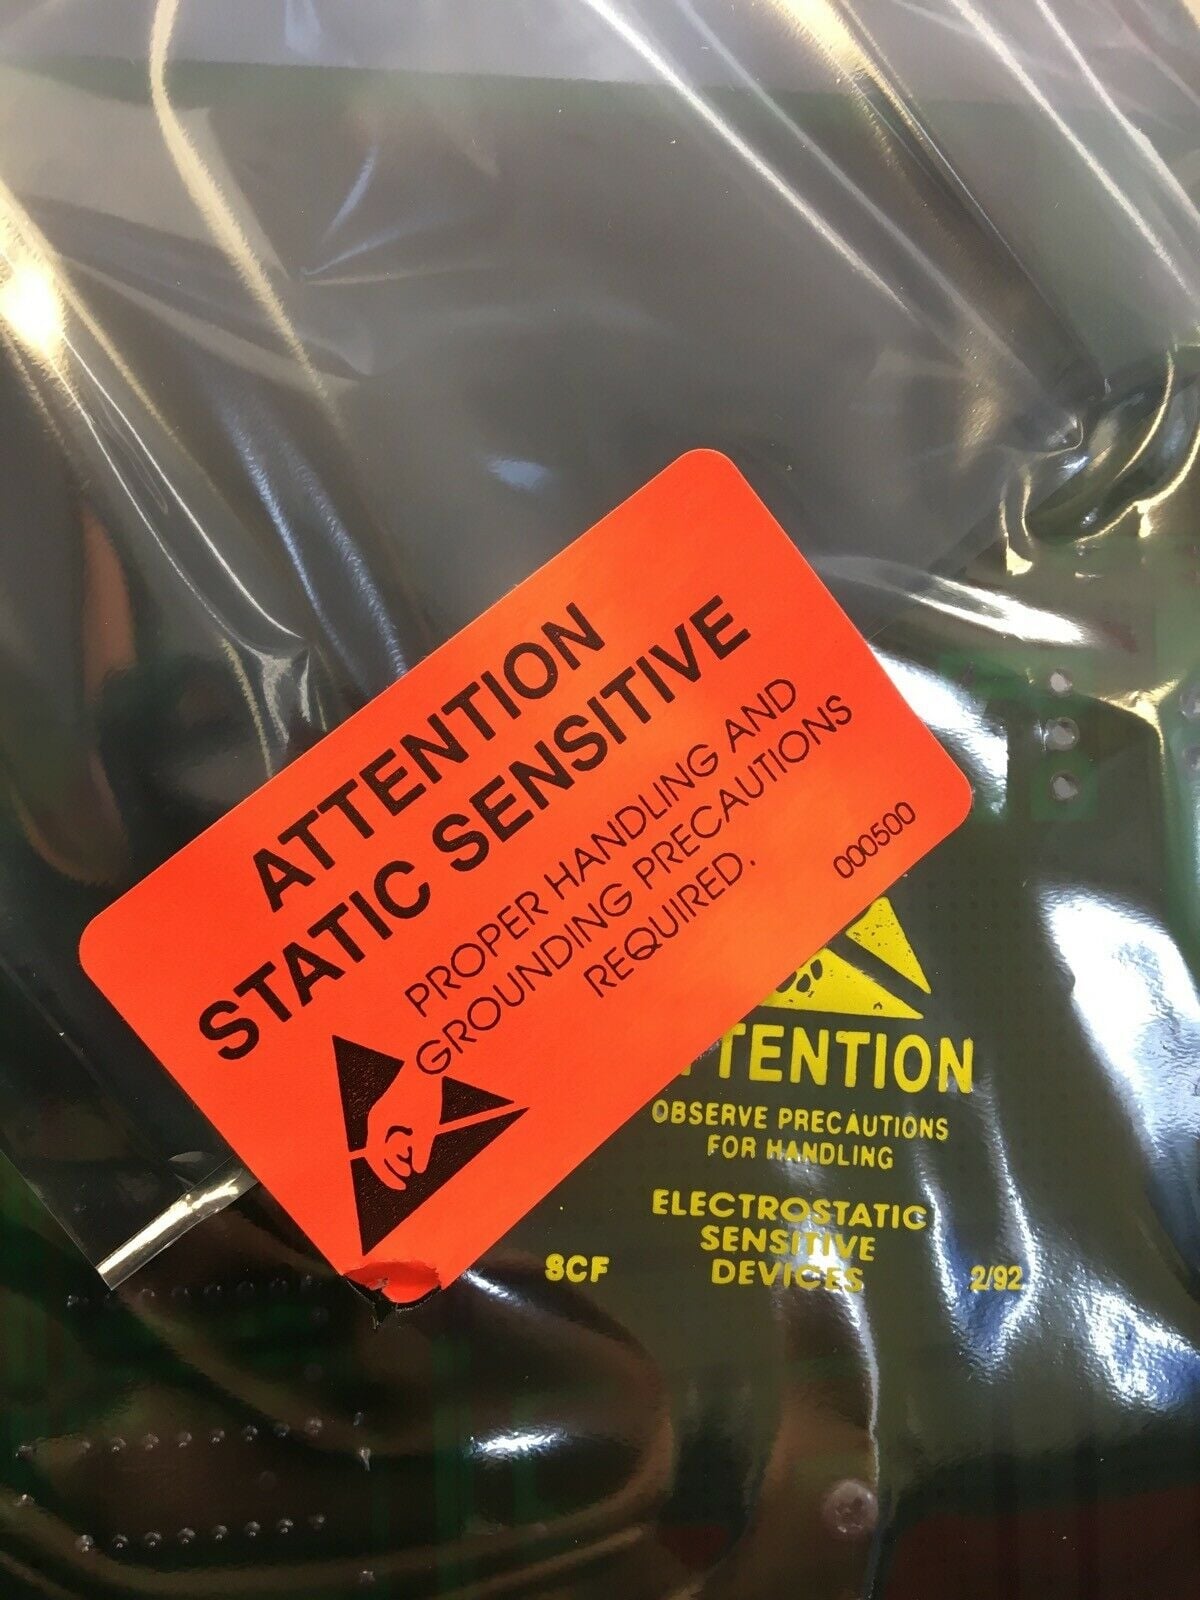 ATTENTION
STATIC SENSITIVE
PROPER HANDLING AND
GROUNDING PRECAUTIONS
REQUIRED.
000500
TTENTION
OBSERVE PRECAUTIONS
FOR HANDLING
ELECTROSTATIC
SENSITIVE
DEVICES
SCF
2/92